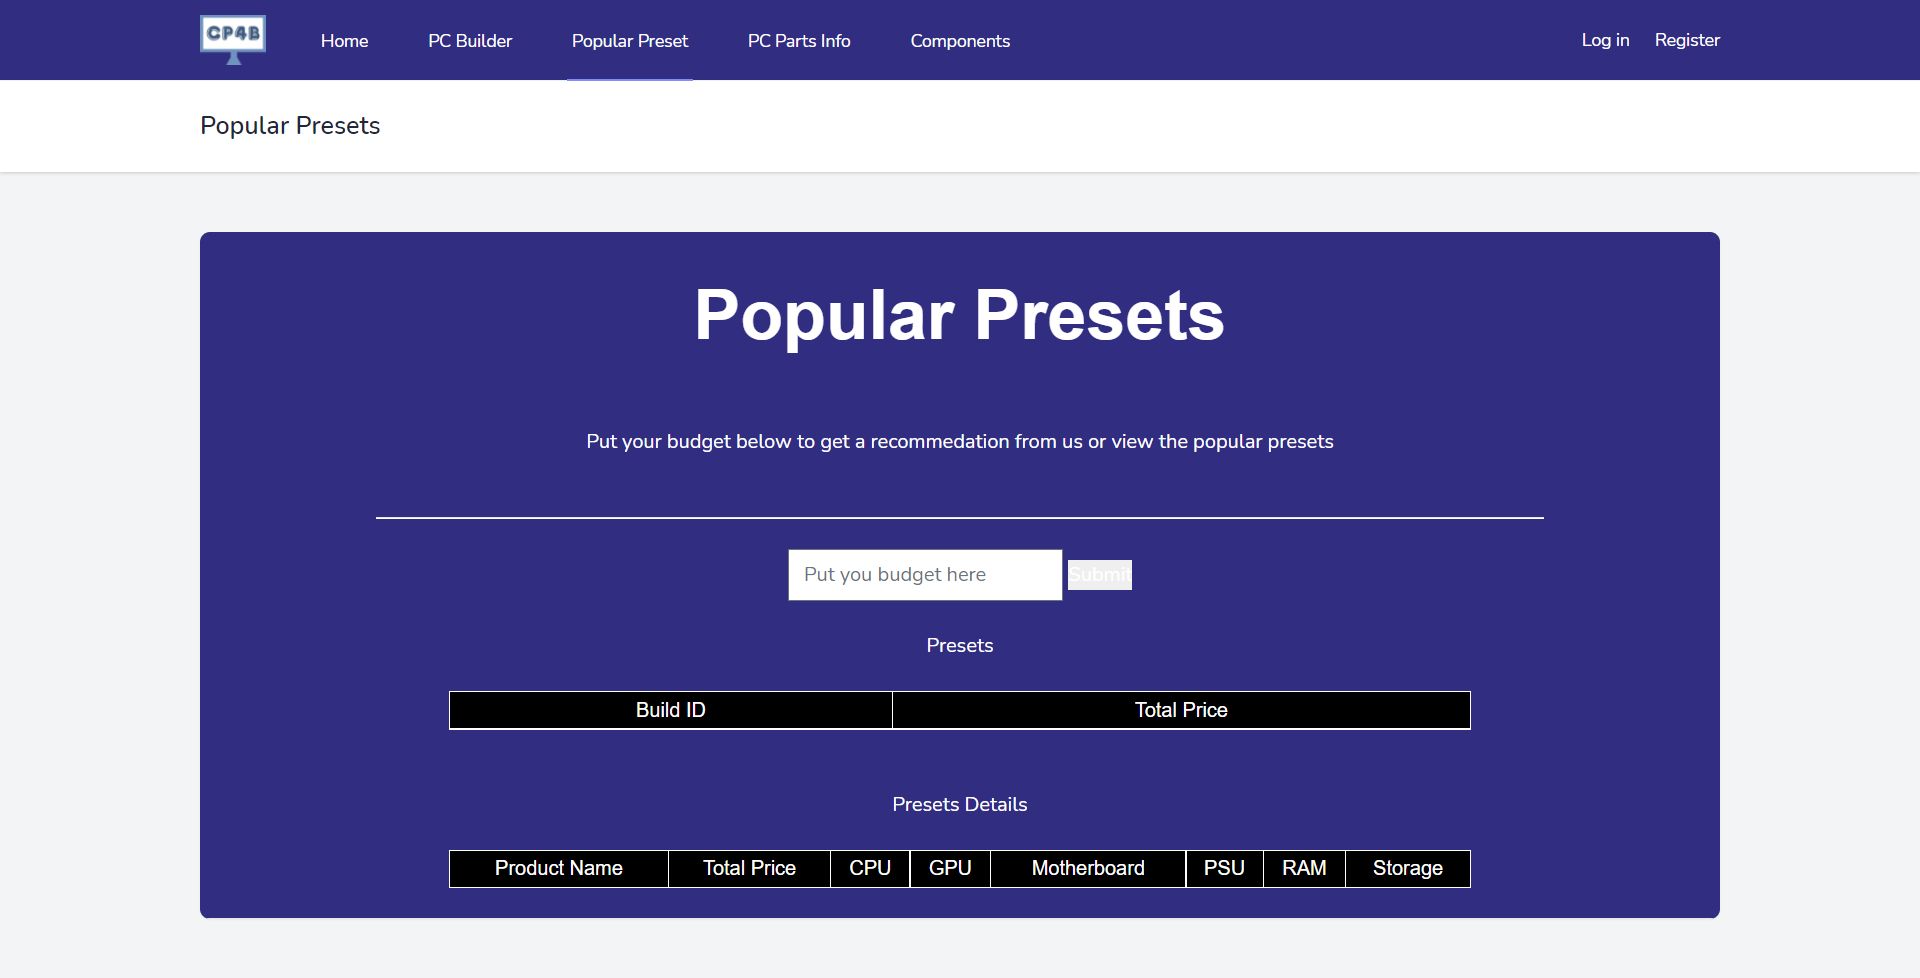 CP4B
Home PC Builder Popular Preset PC Parts Info Components Log in Register
Popular Presets
Popular Presets
Put your budget below to get a recommedation from us or view the popular presets
Put you budget here Submit
Presets
Build ID Total Price
Presets Details
Product Name Total Price CPU GPU Motherboard PSU RAM Storage